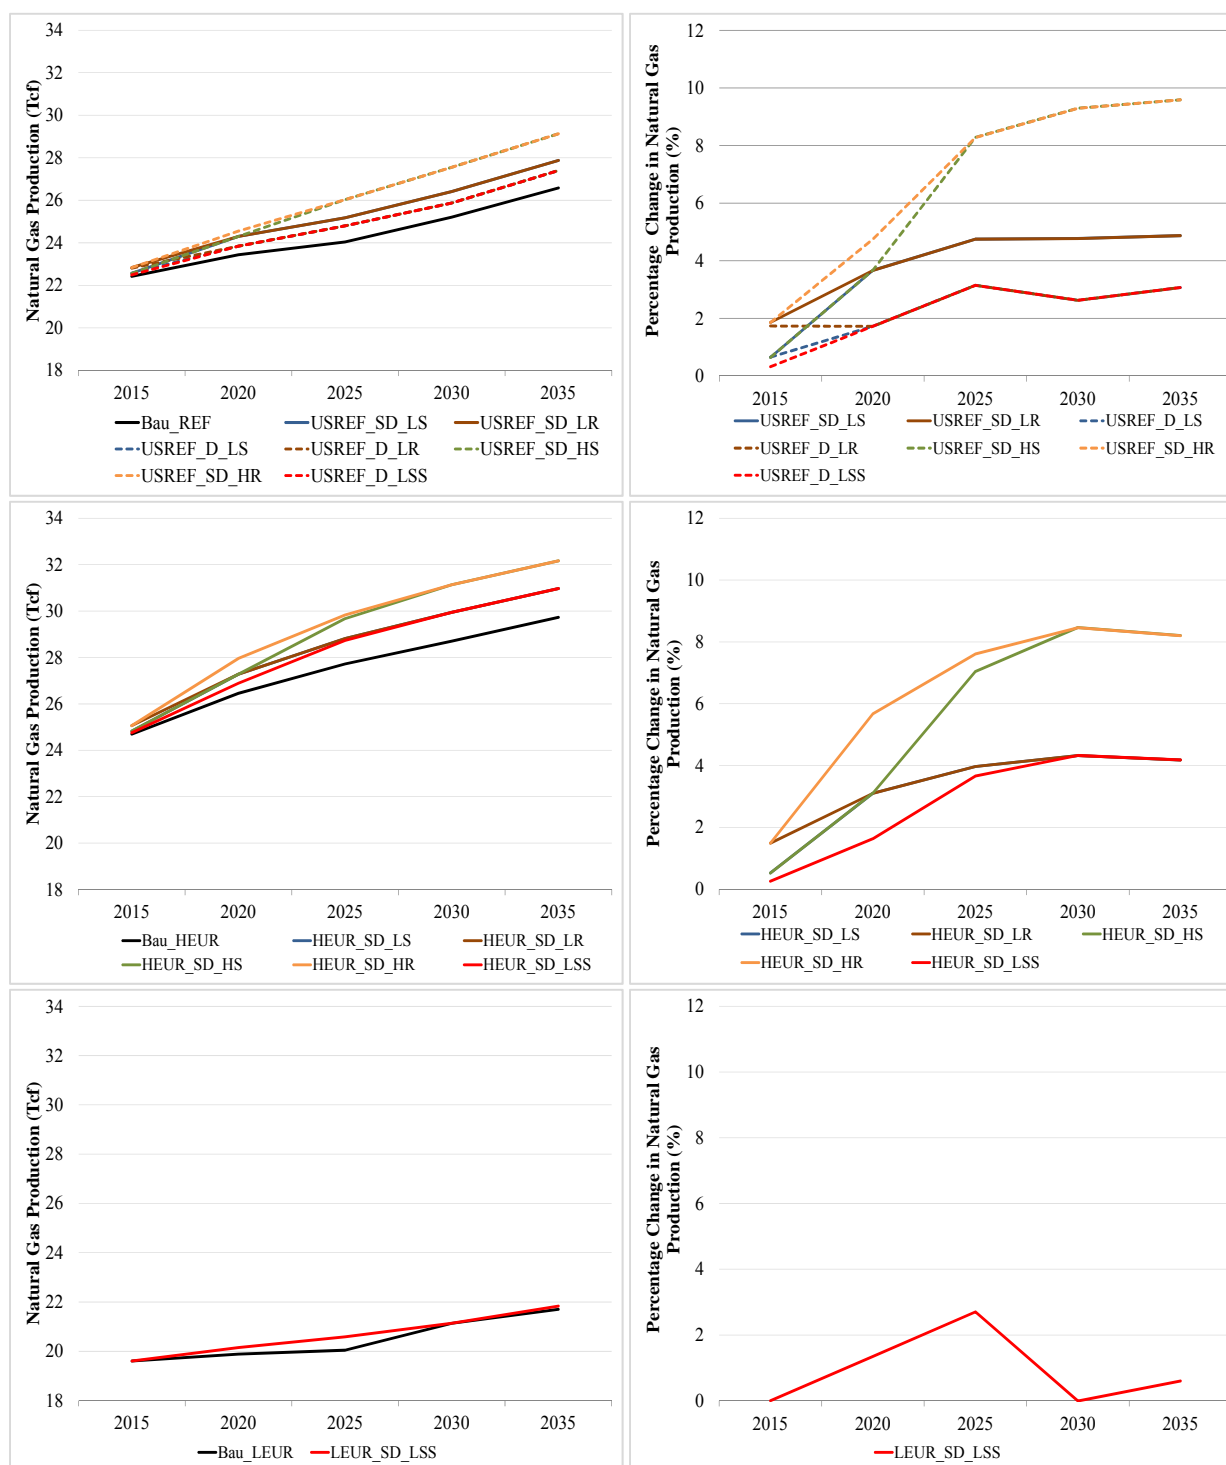 Natural Gas Production (Tcf)
34
32
30
28
26
24
22
20
18
2015 2020 2025 2030 2035
Bau_REF USREF_SD_LS USREF_SD_LR
USREF_D_LS USREF_D_LR USREF_SD_HS
USREF_SD_HR USREF_D_LSS
Percentage Change in Natural Gas
Production (%)
12
10
8
6
4
2
0
2015 2020 2025 2030 2035
USREF_SD_LS USREF_SD_LR USREF_D_LS
USREF_D_LR USREF_SD_HS USREF_SD_HR
USREF_D_LSS
Natural Gas Production (Tcf)
34
32
30
28
26
24
22
20
18
2015 2020 2025 2030 2035
Bau_HEUR HEUR_SD_LS HEUR_SD_LR
HEUR_SD_HS HEUR_SD_HR HEUR_SD_LSS
Percentage Change in Natural Gas
Production (%)
12
10
8
6
4
2
0
2015 2020 2025 2030 2035
HEUR_SD_LS HEUR_SD_LR HEUR_SD_HS
HEUR_SD_HR HEUR_SD_LSS
Natural Gas Production (Tcf)
34
32
30
28
26
24
22
20
18
2015 2020 2025 2030 2035
Bau_LEUR LEUR_SD_LSS
Percentage Change in Natural Gas
Production (%)
12
10
8
6
4
2
0
2015 2020 2025 2030 2035
LEUR_SD_LSS